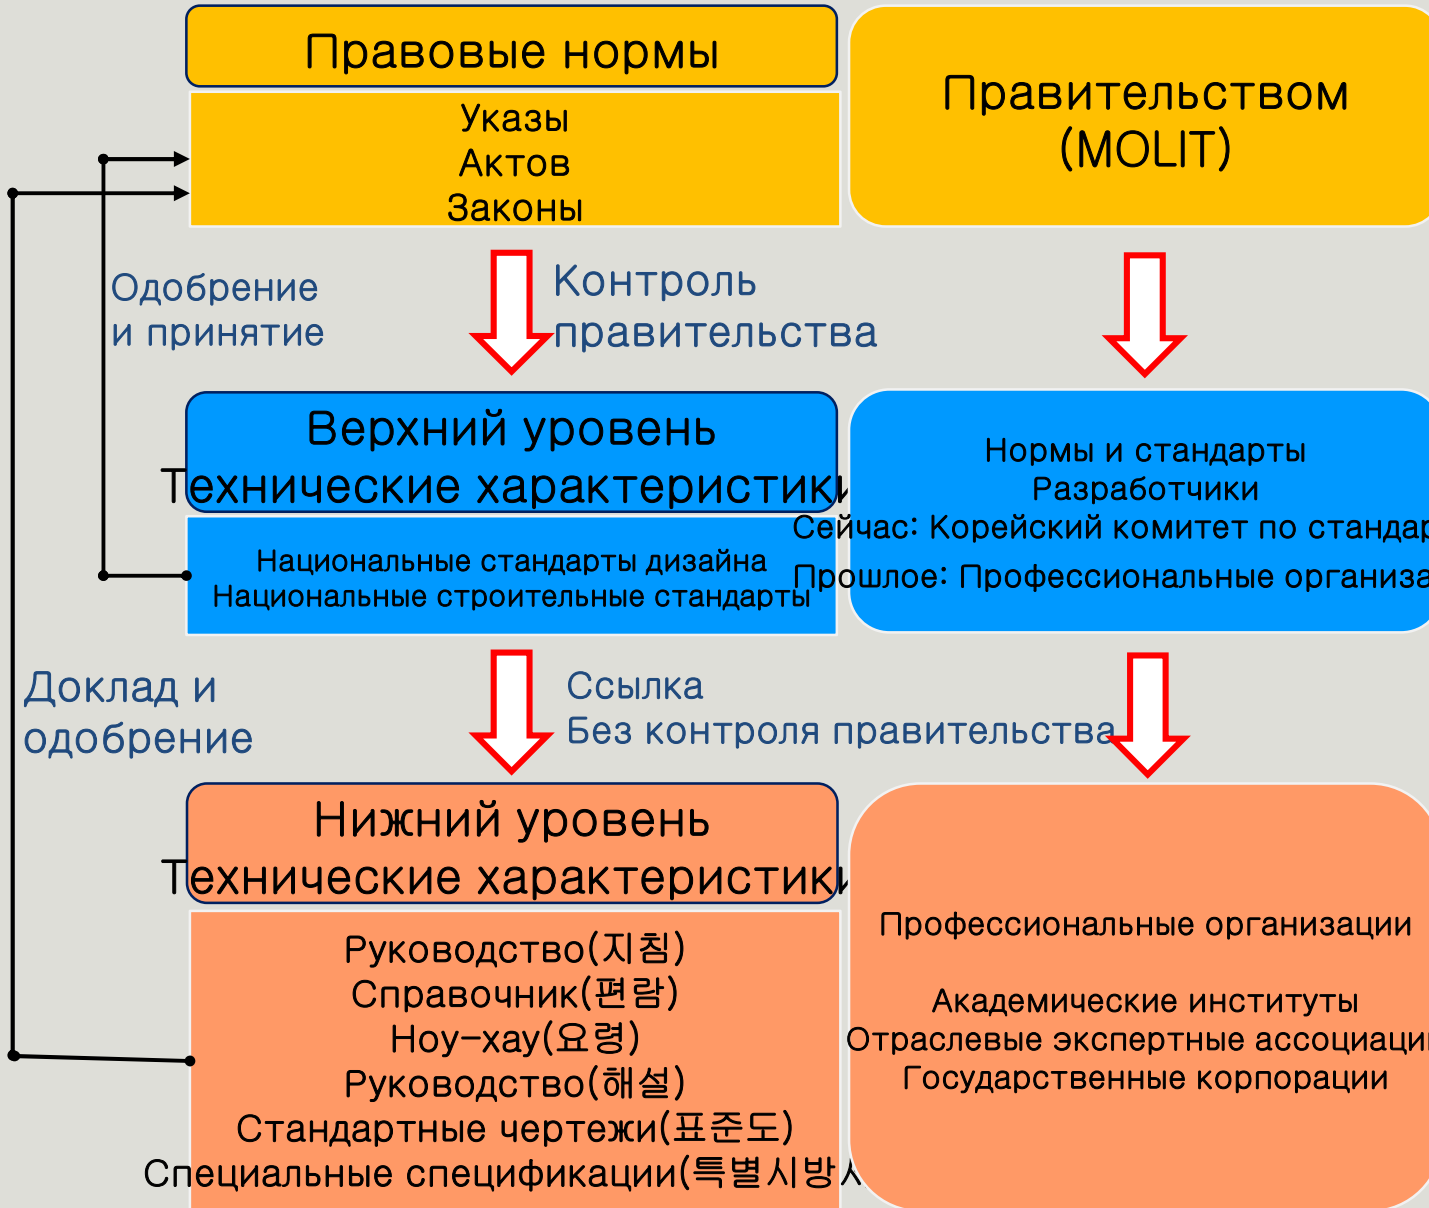 Правовые нормы
Указы
Актов
Законы
Правительством
(MOLIT)
Одобрение
и принятие
Контроль
правительства
Верхний уровень
Технические характеристики
Национальные стандарты дизайна
Национальные строительные стандарты
Нормы и стандарты
Разработчики
Сейчас: Корейский комитет по
Прошлое: Профессиональные
Доклад и
одобрение
Ссылка
Без контроля правительства
Нижний уровень
Технические характеристики
Руководство(지침)
Справочник(편람)
Ноу-хау(요령)
Руководство(해설)
Стандартные чертежи(표준도)
Специальные спецификации(특별시방
Профессиональные организации
Академические институты
Отраслевые экспертные
Государственные корпорации